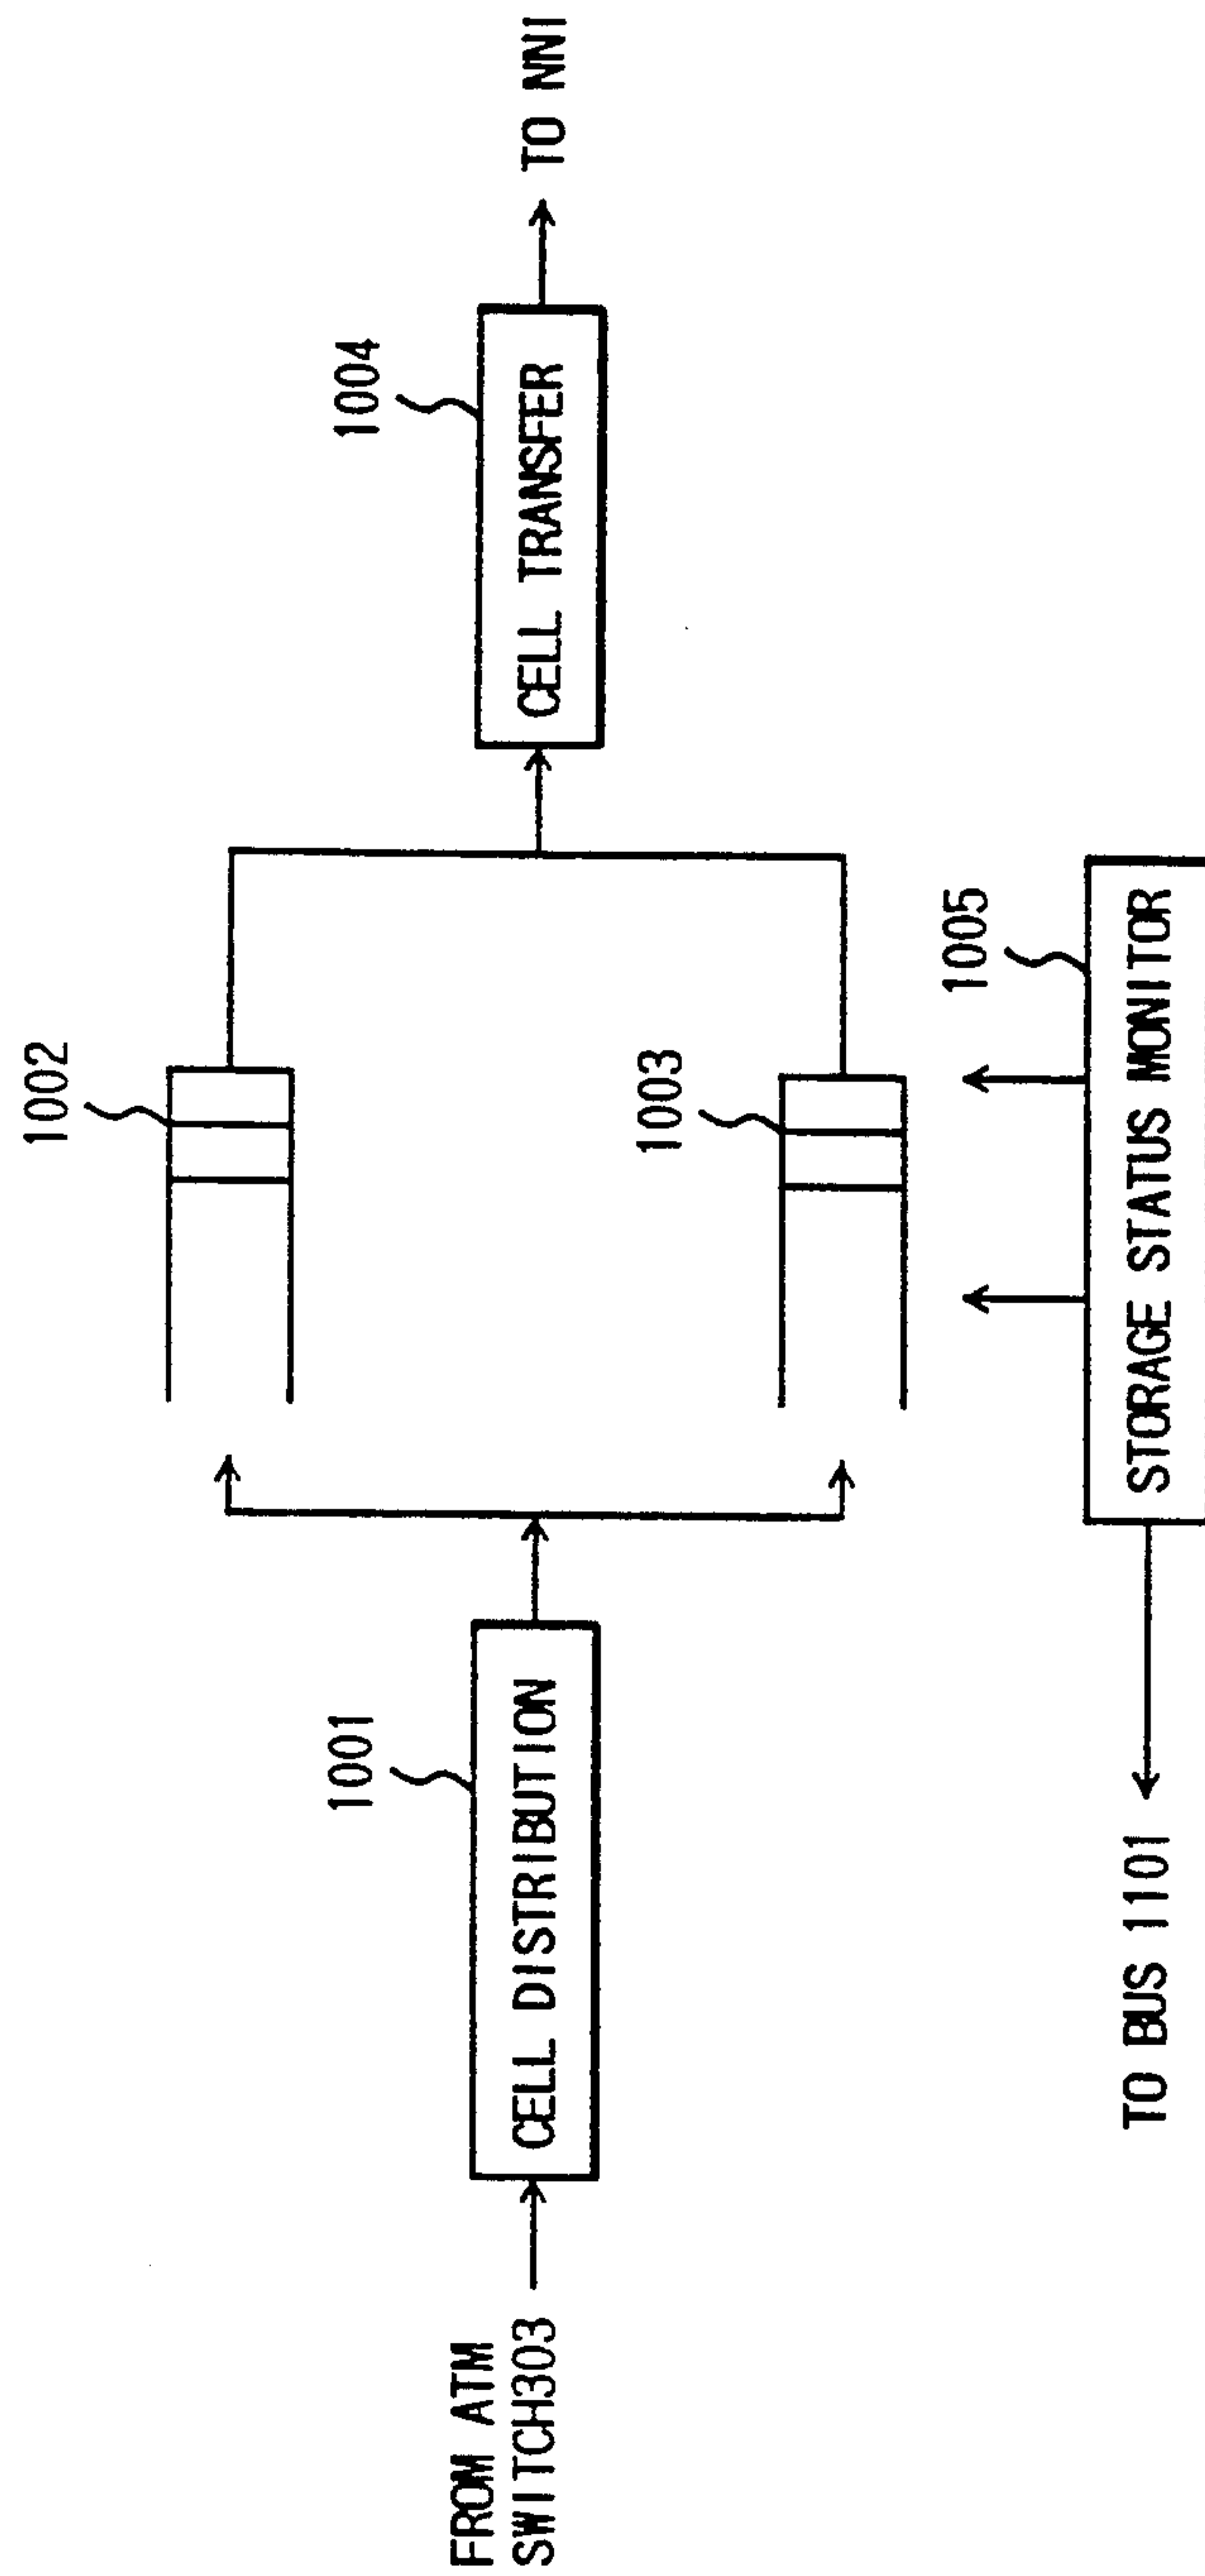 FROM ATM
SWITCH303
1001
CELL DISTRIBUTION
1002
1003
1004
CELL TRANSFER
TO NNI
TO BUS 1101
1005
STORAGE STATUS MONITOR